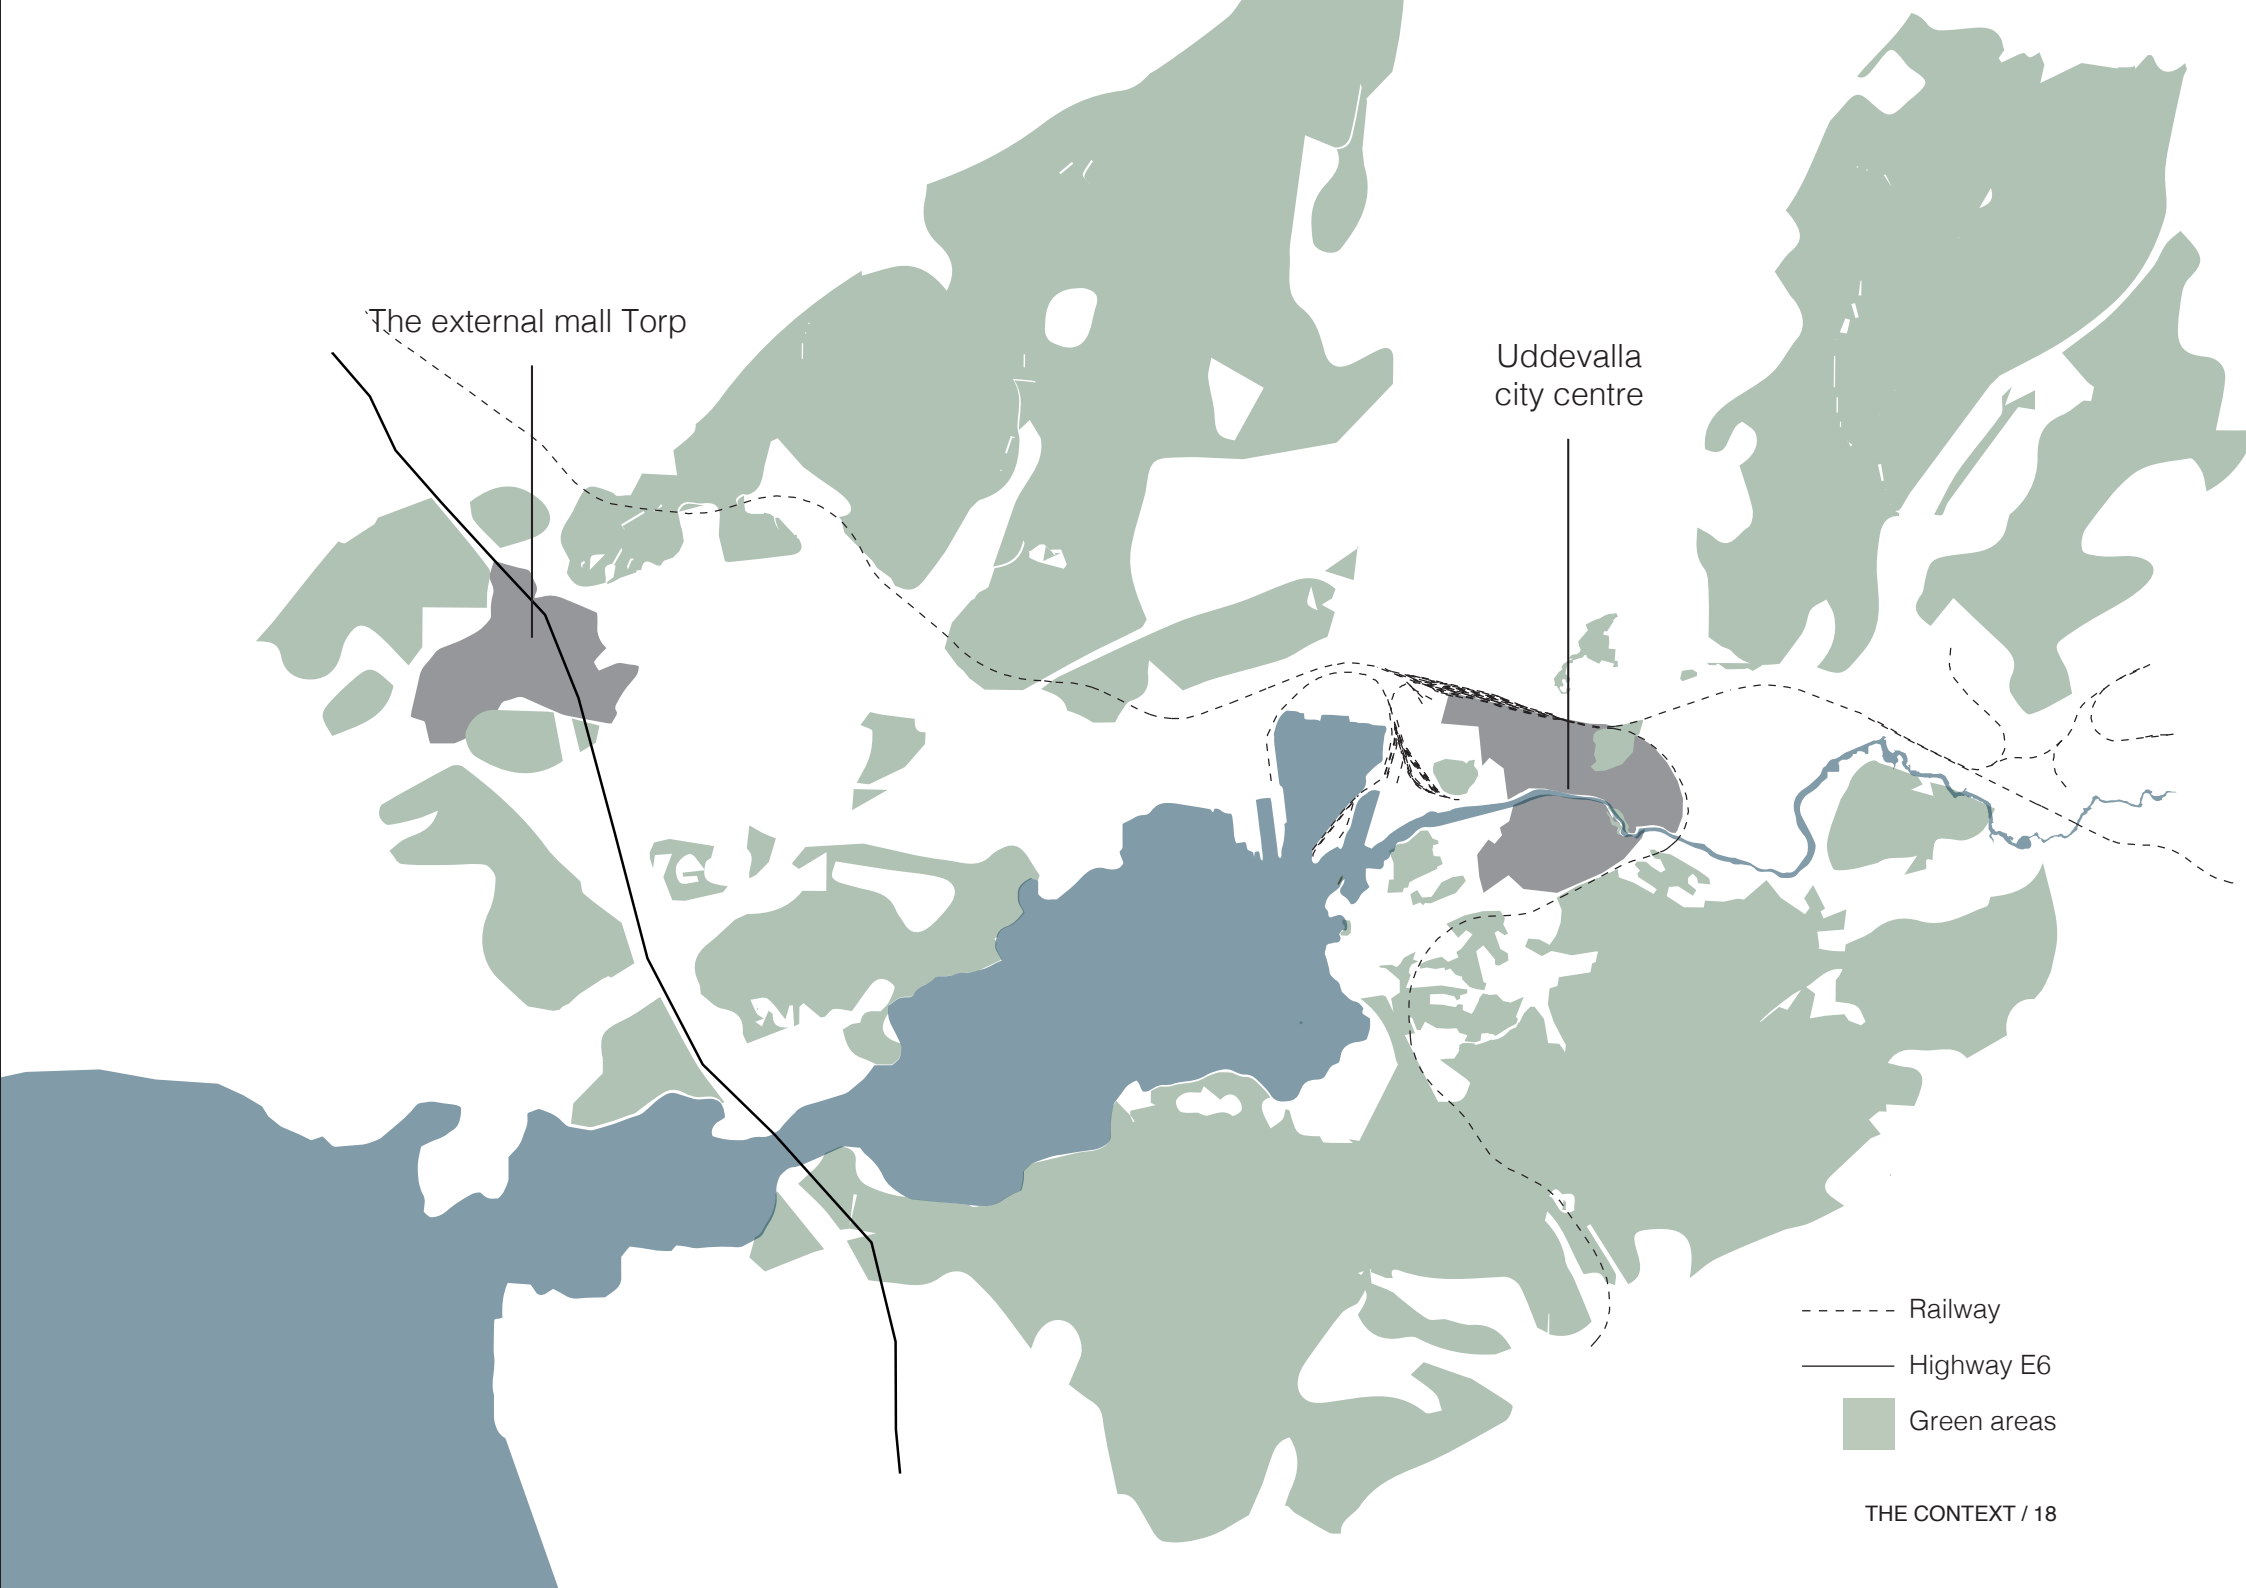 The external mall Torp
Uddevalla
city centre
Railway
Highway E6
Green areas
THE CONTEXT / 18